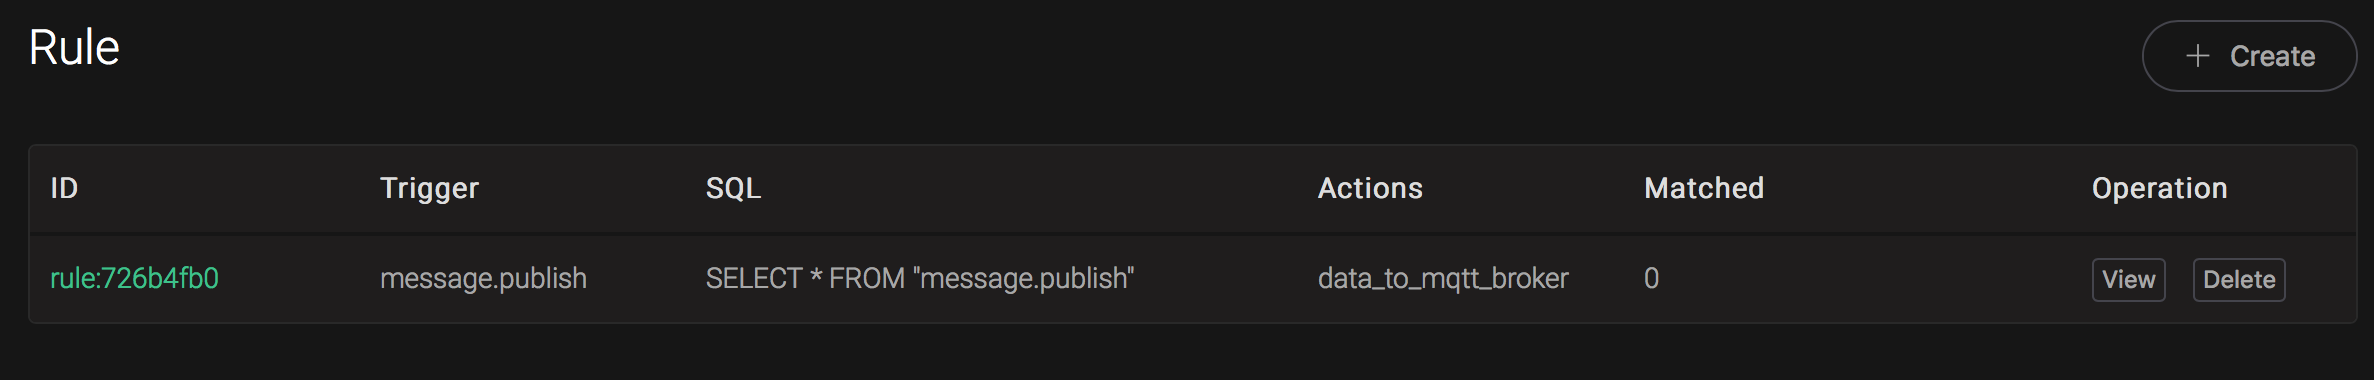 Rule
+ Create
ID Trigger SQL Actions Matched Operation
rule:726b4fb0 message.publish SELECT * FROM "message.publish" data_to_mqtt_broker 0 View Delete